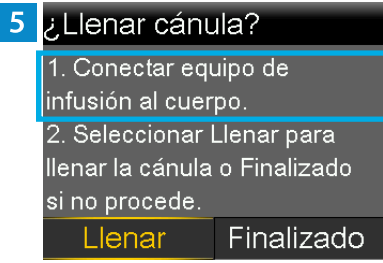 5
¿Llenar cánula?
1. Conectar equipo de
infusión al cuerpo.
2. Seleccionar Llenar para
llenar la cánula o Finalizado
si no procede.
Llenar Finalizado